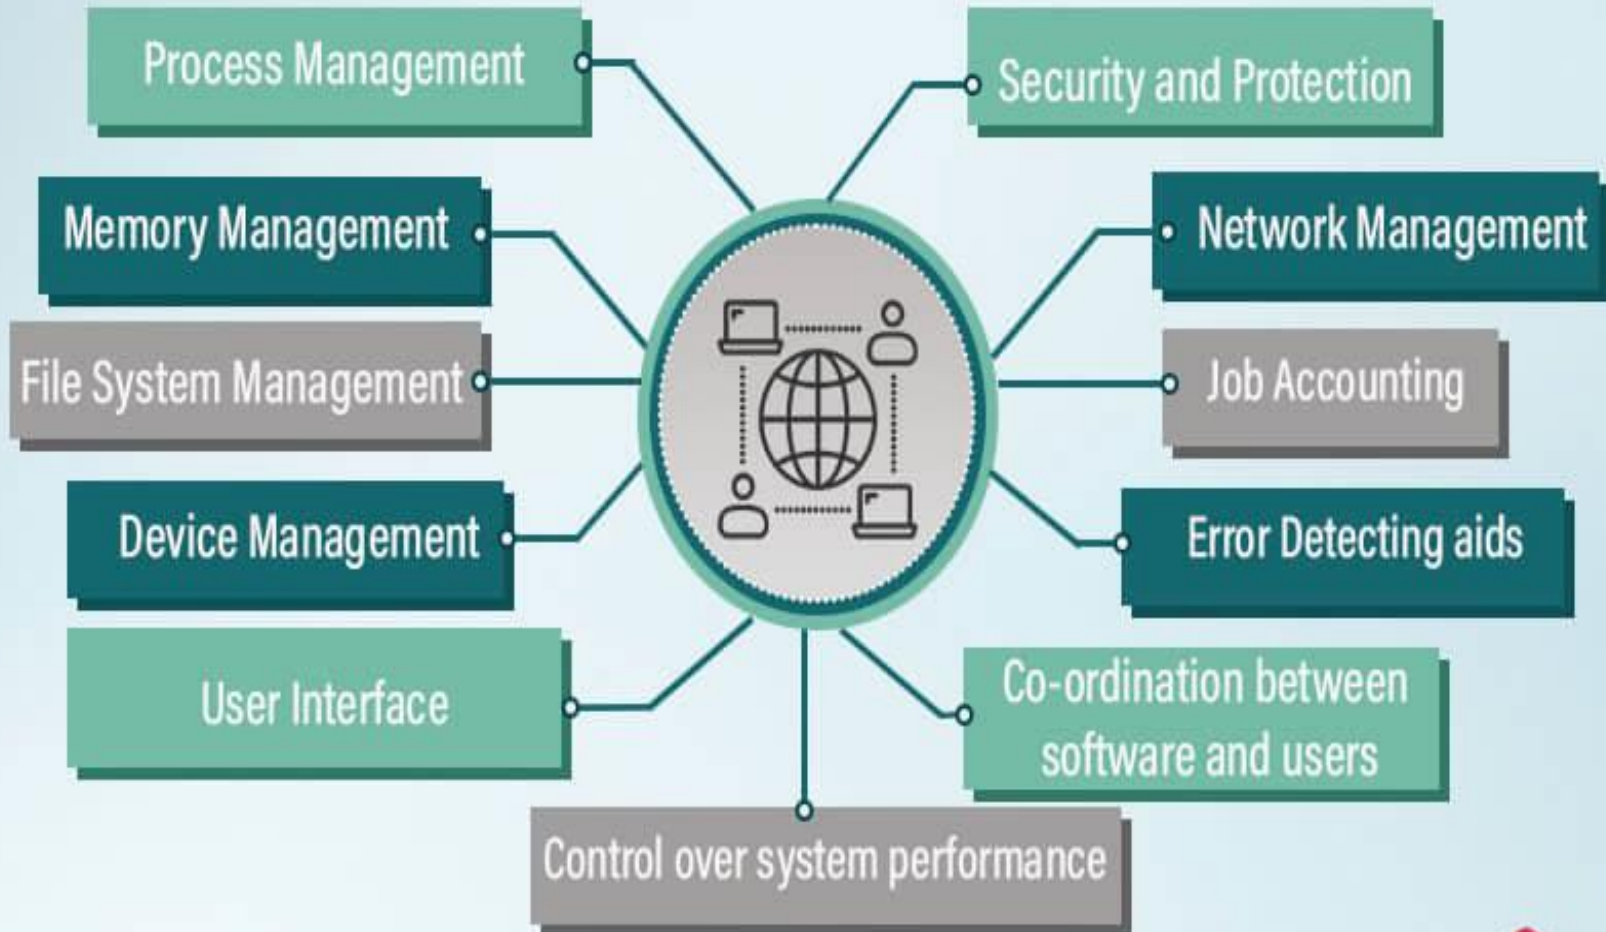 Process Management
Security and Protection
Memory Management
Network Management
File System Management
Job Accounting
Device Management
Error Detecting aids
User Interface
Co-ordination between
software and users
Control over system performance